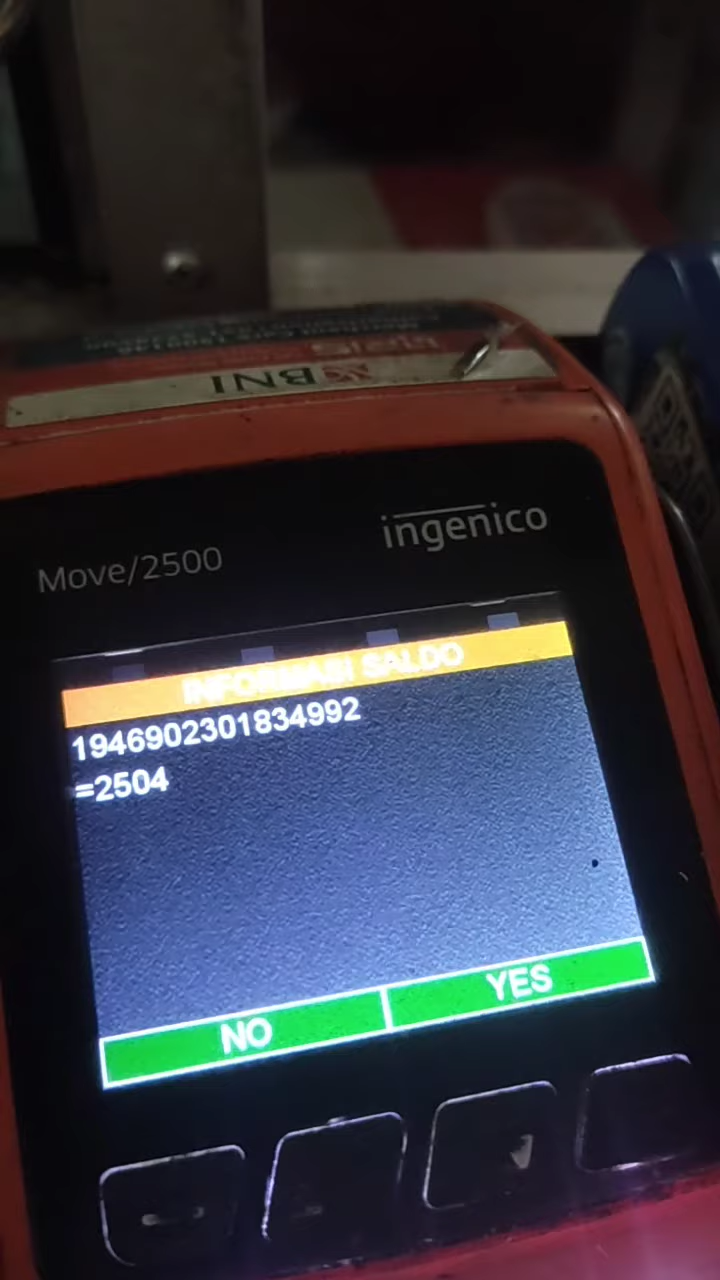 BNI
ingenico
Move/2500
INFORMASI SALDO
1946902301834992
=2504
NO
YES